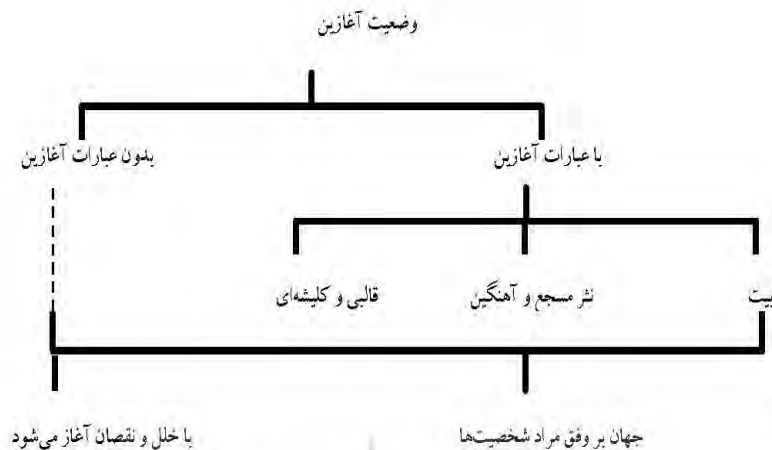 وضعیت آغازین
با عبارات آغازین
بدون عبارات آغازین
بیت
نثر مسجع و آهنگین
قالبی و کلیشه‌ای
جهان بر وفق مراد شخصیت‌ها
با خلل و نقصان آغاز می‌شود